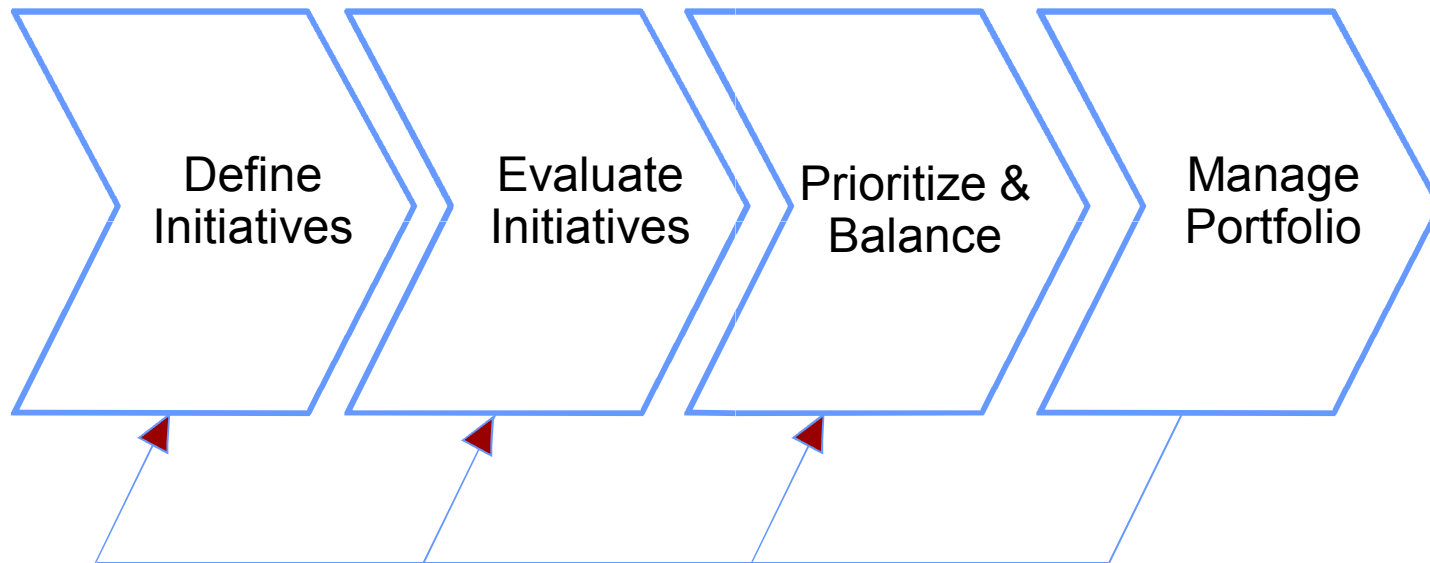 Define
Initiatives
Evaluate
Initiatives
Prioritize &
Balance
Manage
Portfolio